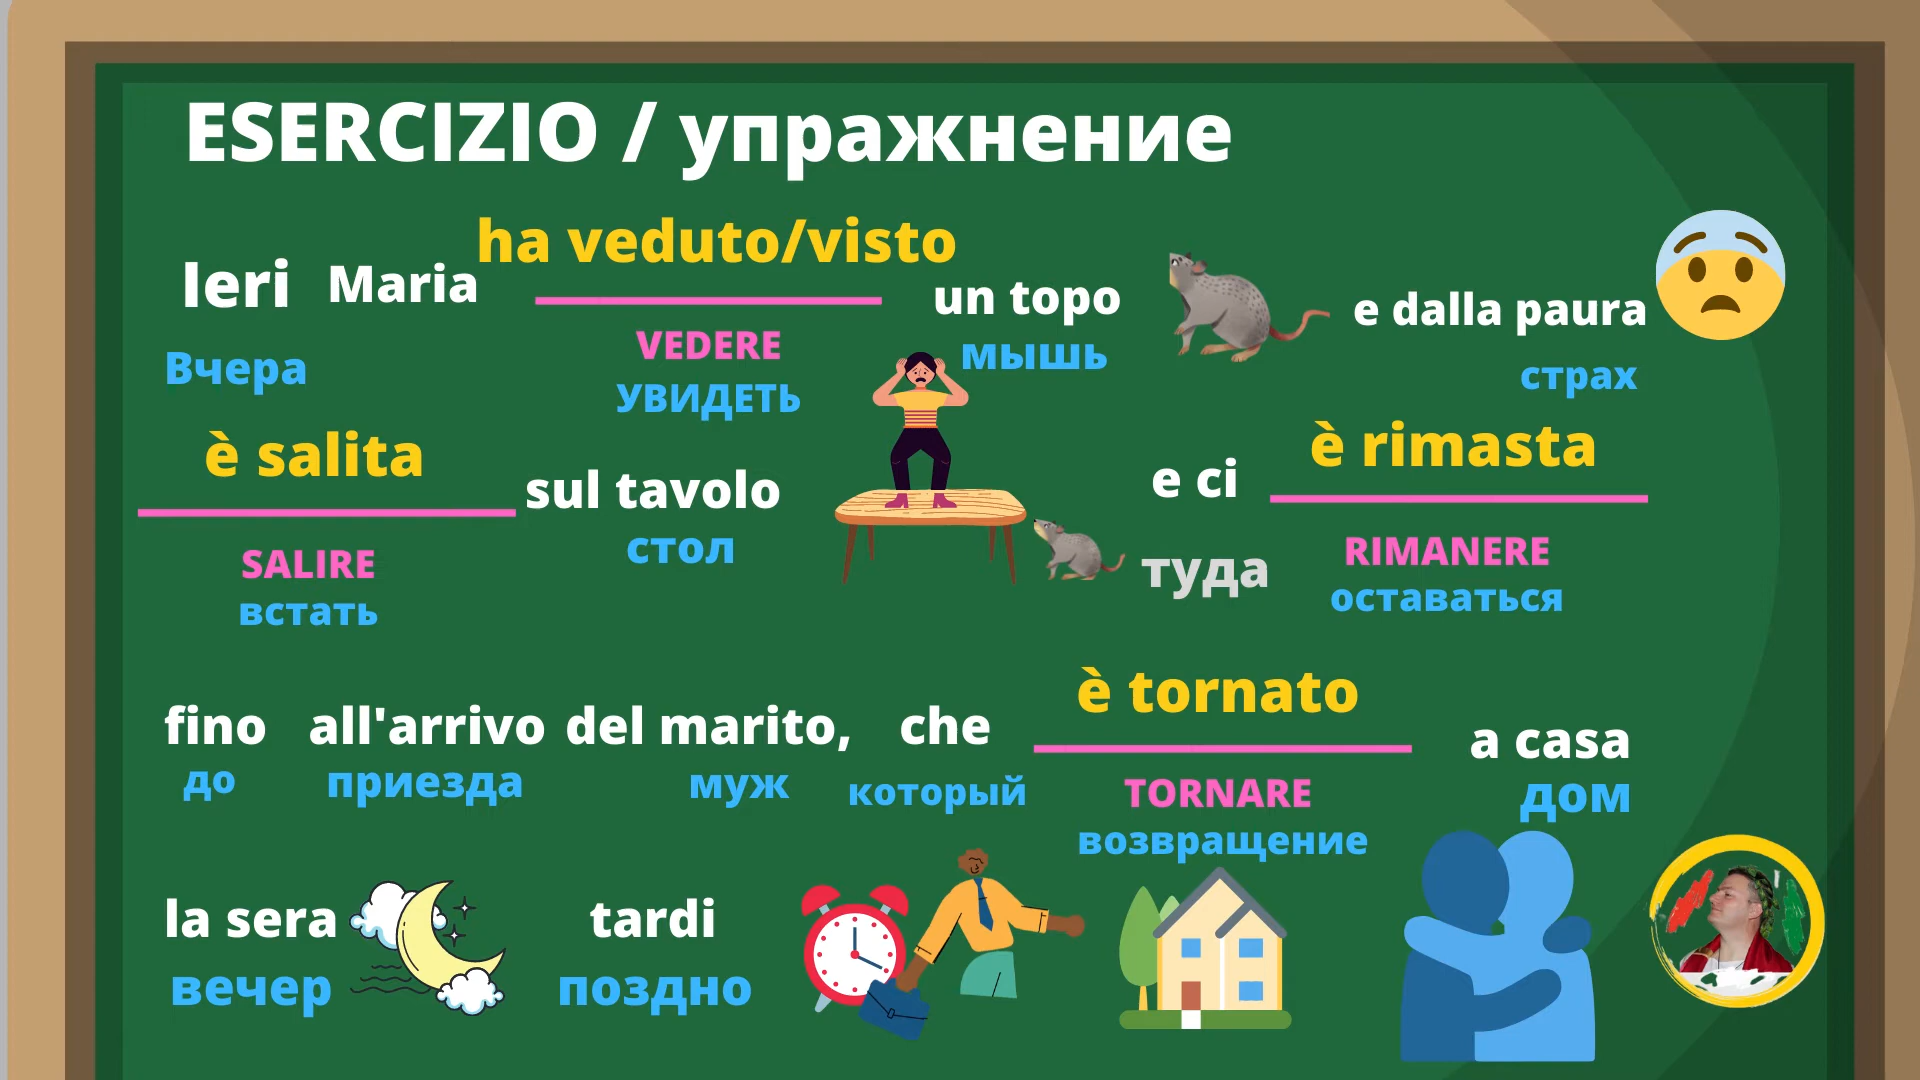 ESERCIZIO / упражнение
ha veduto/visto
Ieri Maria un topo e dalla paura
VEDERE
Вчера мышь страх
УВИДЕТЬ
è salita è rimasta
sul tavolo e ci
стол туда
SALIRE RIMANERE
встать оставаться
è tornato
fino all'arrivo del marito, che a casa
до приезда муж который дом
TORNARE
возвращение
la sera tardi
вечер поздно